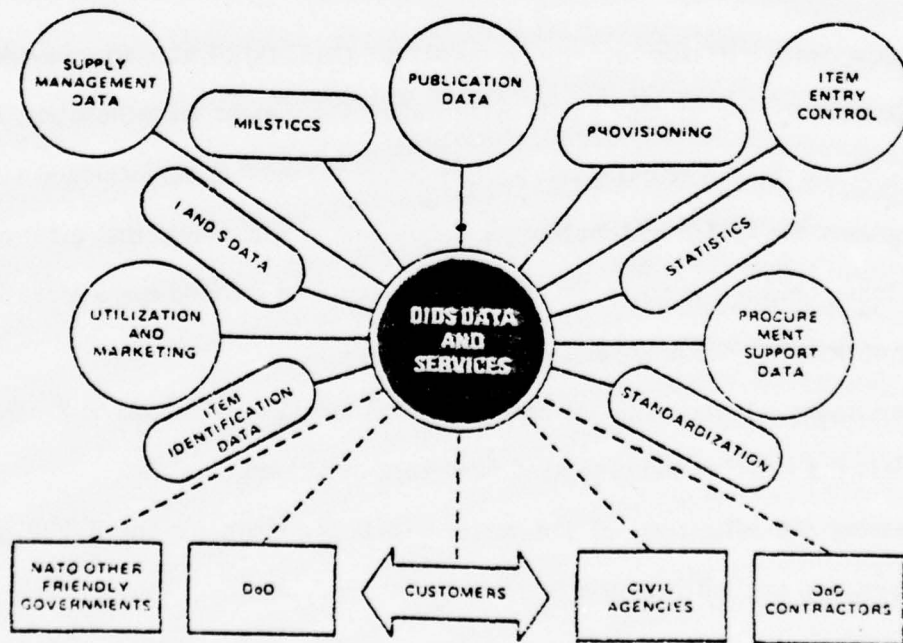 SUPPLY
MANAGEMENT
DATA
MILSTICCS
PUBLICATION
DATA
PROVISIONING
ITEM
ENTRY
CONTROL
I AND S DATA
STATISTICS
UTILIZATION
AND
MARKETING
DIDS DATA
AND
SERVICES
PROCURE
MENT
SUPPORT
DATA
ITEM
IDENTIFICATION
DATA
STANDARDIZATION
NATO OTHER
FRIENDLY
GOVERNMENTS
DoD
CUSTOMERS
CIVIL
AGENCIES
DoD
CONTRACTORS